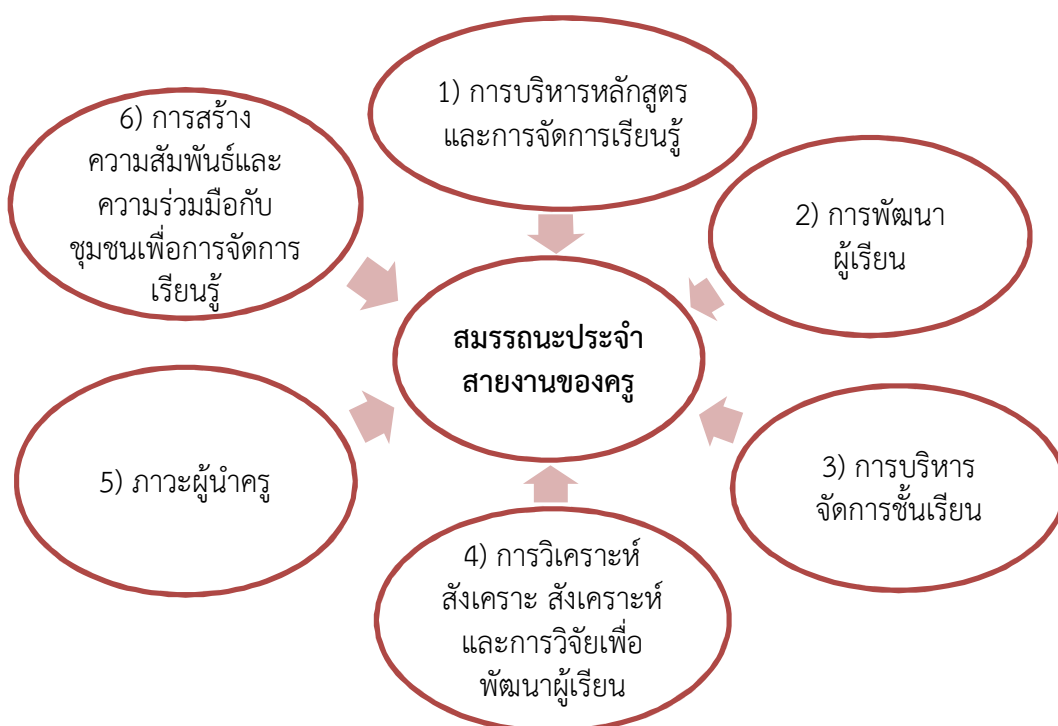 1) การบริหารหลักสูตร
และการจัดการเรียนรู้
2) การพัฒนา
ผู้เรียน
3) การบริหาร
จัดการชั้นเรียน
4) การวิเคราะห์
สังเคราะ สังเคราะห์
และการวิจัยเพื่อ
พัฒนาผู้เรียน
5) ภาวะผู้นำครู
6) การสร้าง
ความสัมพันธ์และ
ความร่วมมือกับ
ชุมชนเพื่อการจัดการ
เรียนรู้
สมรรถนะประจำ
สายงานของครู